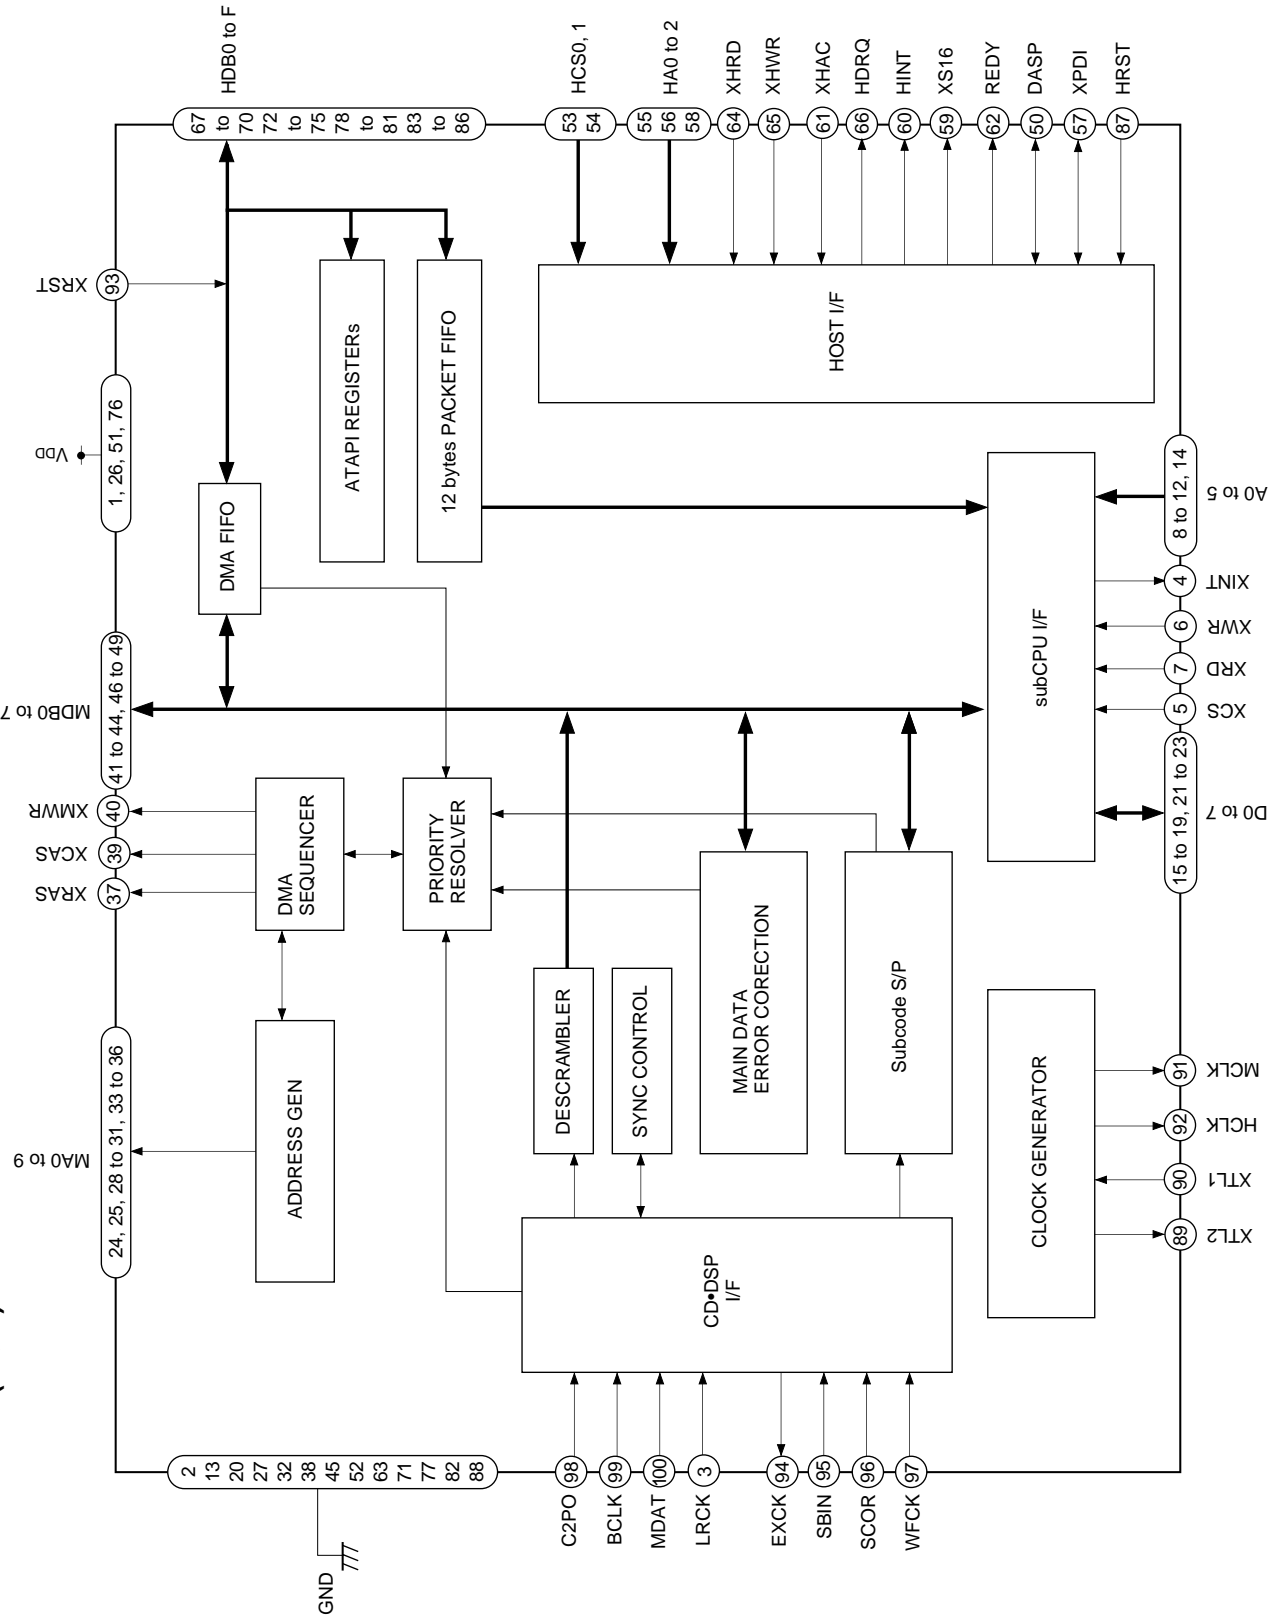 HDB0 to F
HCS0, 1
HA0 to 2
XHRD
XHWR
XHAC
HDRQ
HINT
XS16
REDY
DASP
XPDI
HRST
67
to
70
72
to
75
78
to
81
83
to
86
53
54
55
56
58
64
65
61
66
60
59
62
50
57
87
XRST
93
VDD
1, 26, 51, 76
MDB0 to 7
41 to 44, 46 to 49
XMWR
40
XCAS
39
XRAS
37
MA0 to 9
24, 25, 28 to 31, 33 to 36
ATAPI REGISTERs
12 bytes PACKET FIFO
HOST I/F
DMA FIFO
subCPU I/F
DMA
SEQUENCER
PRIORITY
RESOLVER
ADDRESS GEN
DESCRAMBLER
SYNC CONTROL
MAIN DATA
ERROR CORECTION
Subcode S/P
CLOCK GENERATOR
CD•DSP
I/F
8 to 12, 14
A0 to 5
4
XINT
6
XWR
7
XRD
5
XCS
15 to 19, 21 to 23
D0 to 7
91
MCLK
92
HCLK
90
XTL1
89
XTL2
2
13
20
27
32
38
45
52
63
71
77
82
88
GND
C2PO
98
BCLK
99
MDAT
100
LRCK
3
EXCK
94
SBIN
95
SCOR
96
WFCK
97